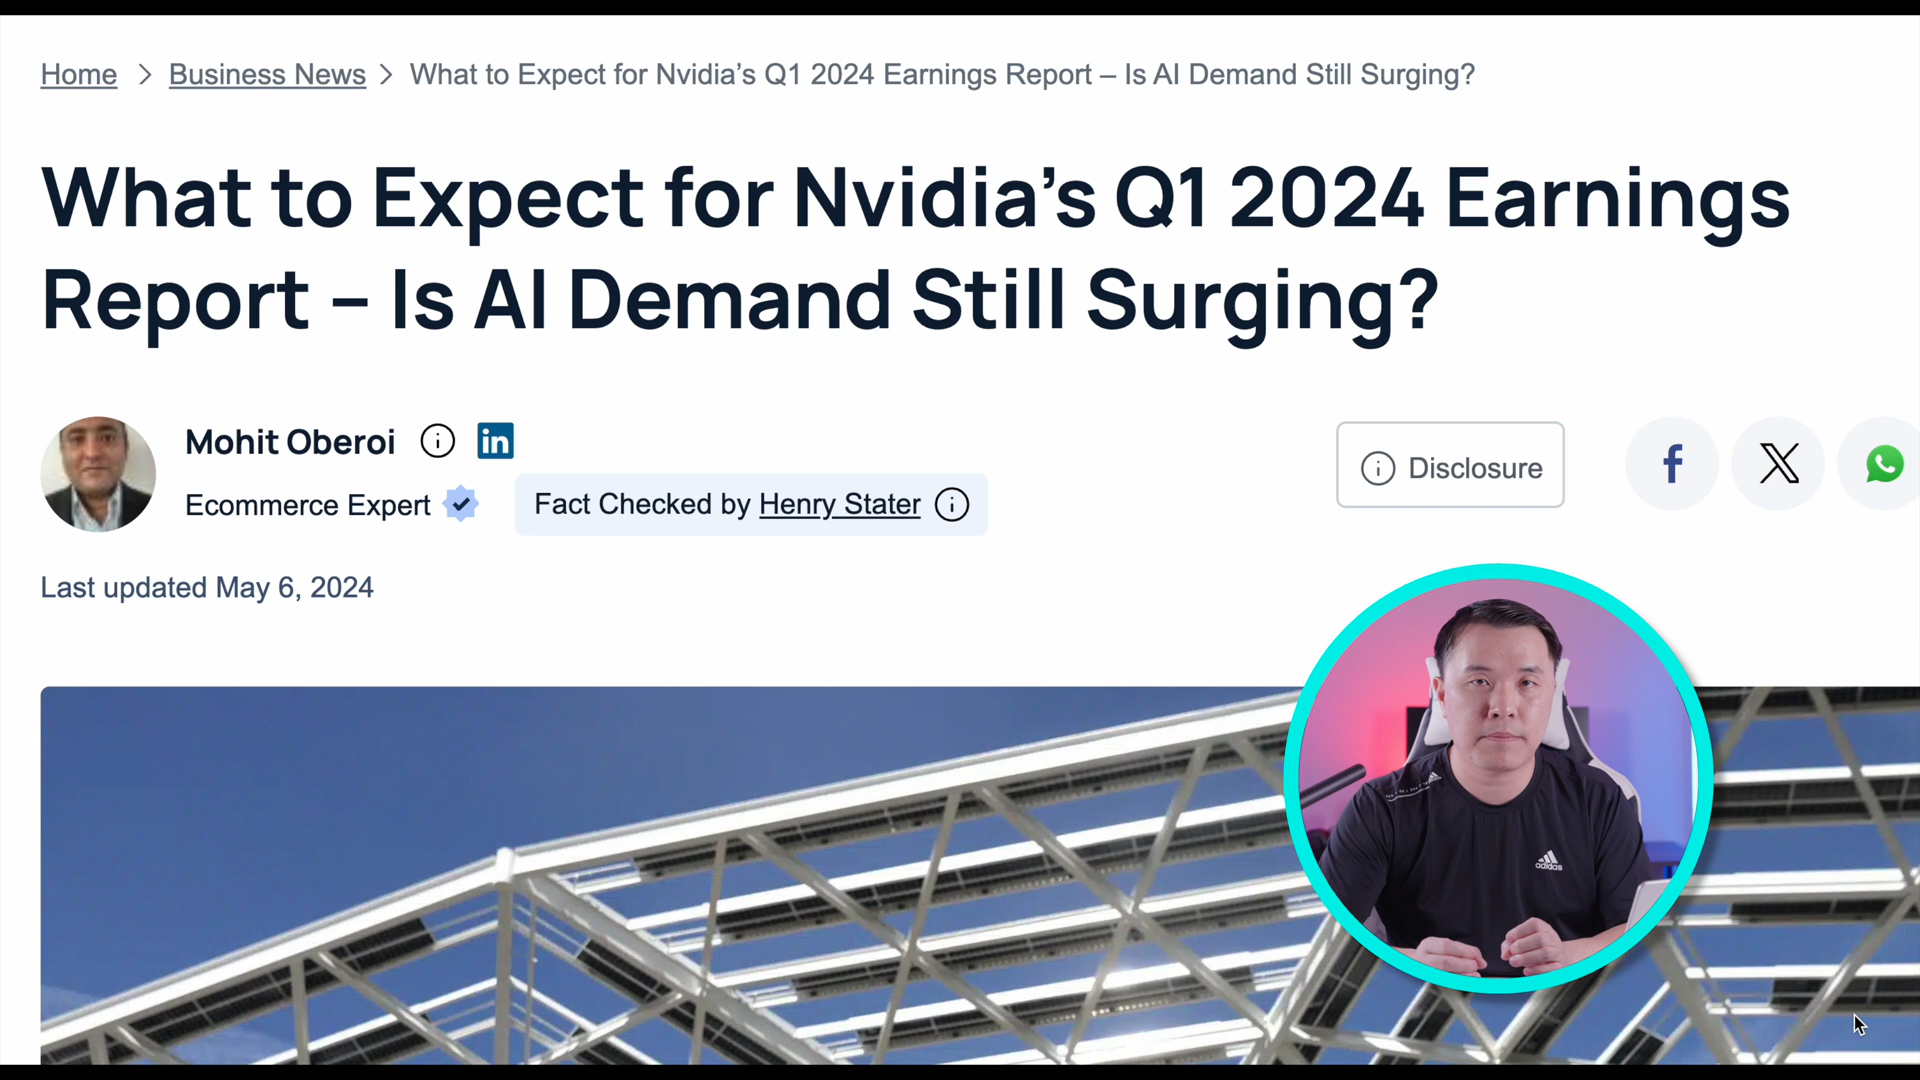 Home > Business News > What to Expect for Nvidia’s Q1 2024 Earnings Report – Is AI Demand Still Surging?
What to Expect for Nvidia’s Q1 2024 Earnings
Report – Is AI Demand Still Surging?
Mohit Oberoi
Ecommerce Expert
Fact Checked by Henry Stater
Disclosure
Last updated May 6, 2024
adidas